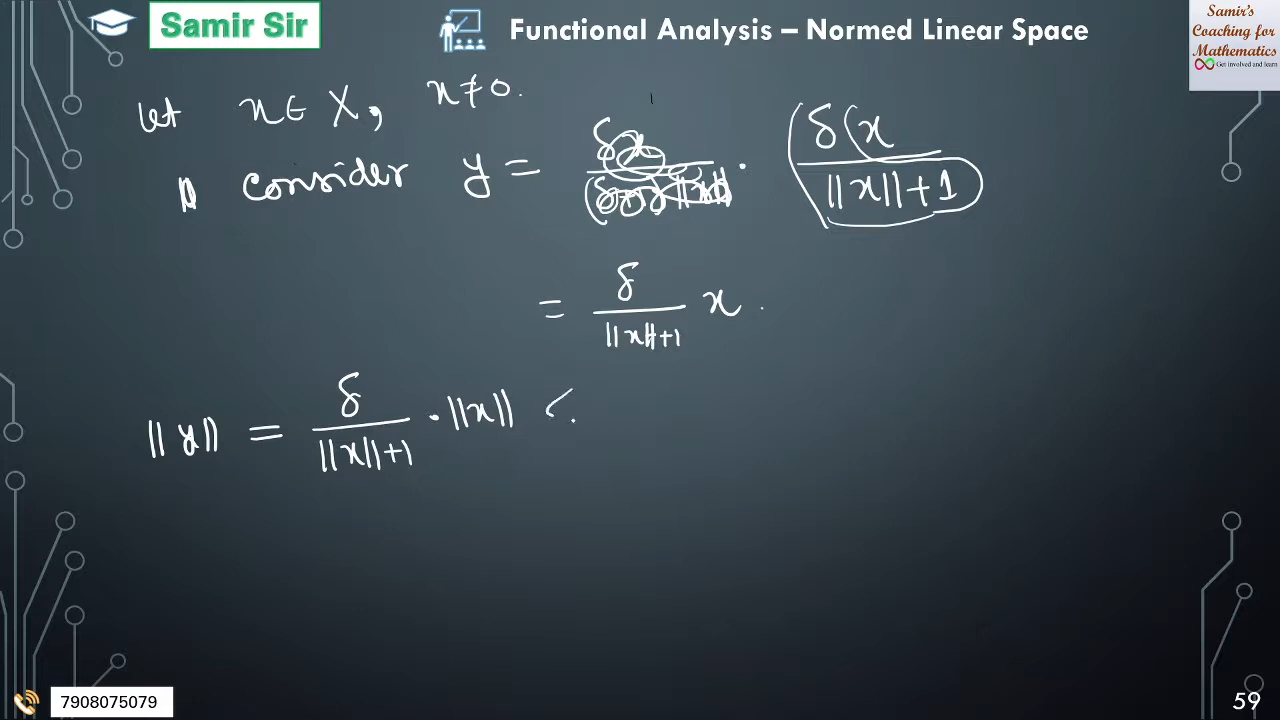 Samir Sir
Functional Analysis – Normed Linear Space
Samir's
Coaching for
Mathematics
Get involved and learn
let x ∈ X, x ≠ 0.
consider y = δ(x / ||x||+1
= δ / ||x||+1 x.
||y|| = δ / ||x||+1 · ||x|| <
7908075079
59